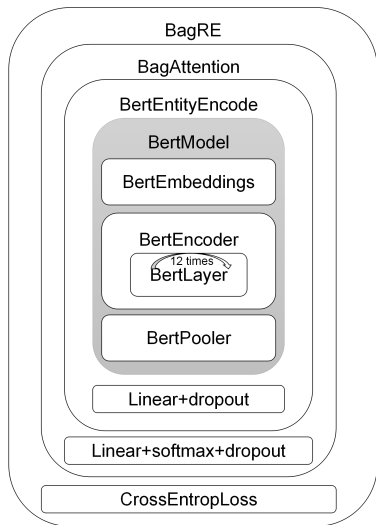 BagRE
BagAttention
BertEntityEncode
BertModel
BertEmbeddings
BertEncoder
12 times
BertLayer
BertPooler
Linear+dropout
Linear+softmax+dropout
CrossEntropLoss